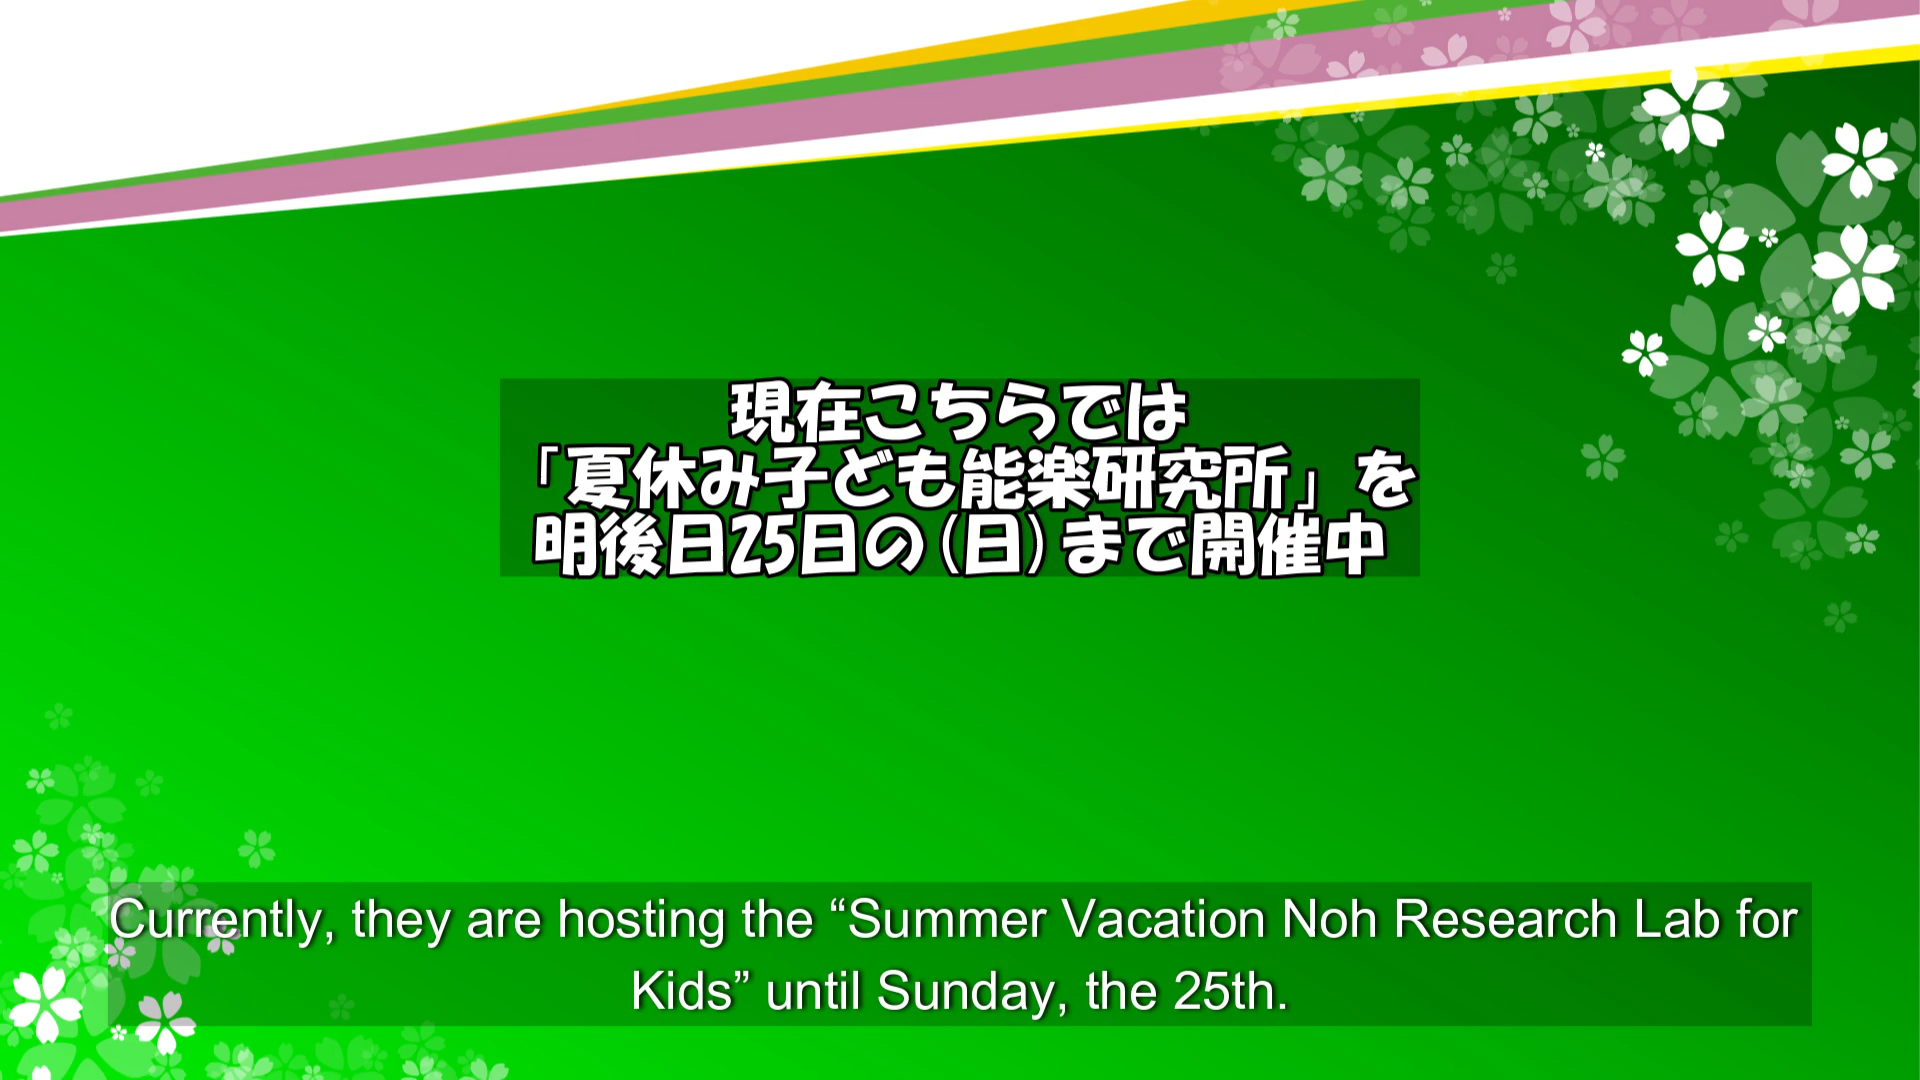 現在こちらでは
「夏休み子ども能楽研究所」を
明後日25日の(日)まで開催中
Currently, they are hosting the “Summer Vacation Noh Research Lab for
Kids” until Sunday, the 25th.